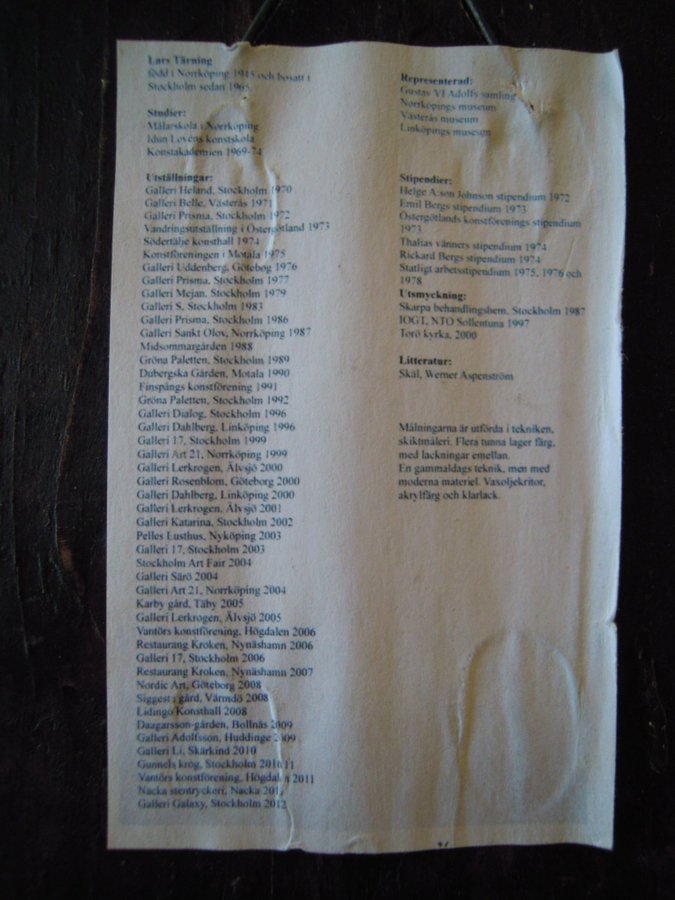 Lars Tärning
född i Norrköping 1945 och bosatt i
Stockholm sedan 1965
Studier:
Målarskola i Norrköping
Idun Lovéns konstskola
Konstakademien 1969-74
Utställningar:
Galleri Heland, Stockholm 1970
Galleri Belle, Västerås 1971
Galleri Prisma, Stockholm 1972
Vandringsutställning i Östergötland 1973
Södertälje konsthall 1974
Konstföreningen i Motala 1975
Galleri Uddenberg, Götebog 1976
Galleri Prisma, Stockholm 1977
Galleri Mejan, Stockholm 1979
Galleri S, Stockholm 1983
Galleri Prisma, Stockholm 1986
Galleri Sankt Olov, Norrköping 1987
Midsommargården 1988
Gröna Paletten, Stockholm 1989
Dubergska Gården, Motala 1990
Finspångs konstförening 1991
Gröna Paletten, Stockholm 1992
Galleri Dialog, Stockholm 1996
Galleri Dahlberg, Linköping 1996
Galleri 17, Stockholm 1999
Galleri Art 21, Norrköping 1999
Galleri Lerkrogen, Älvsjö 2000
Galleri Rosenblom, Göteborg 2000
Galleri Dahlberg, Linköping 2000
Galleri Lerkrogen, Älvsjö 2001
Galleri Katarina, Stockholm 2002
Pelles Lusthus, Nyköping 2003
Galleri 17, Stockholm 2003
Stockholm Art Fair 2004
Galleri Särö 2004
Galleri Art 21, Norrköping 2004
Karby gård, Täby 2005
Galleri Lerkrogen, Älvsjö 2005
Vantörs konstförening, Högdalen 2006
Restaurang Kroken, Nynäshamn 2006
Galleri 17, Stockholm 2006
Restaurang Kroken, Nynäshamn 2007
Nordic Art, Göteborg 2008
Siggesta gård, Värmdö 2008
Lidingö Konsthall 2008
Daagarsson-gården, Bollnäs 2009
Galleri Adolfsson, Huddinge 2009
Galleri Li, Skärkind 2010
Gunnels krog, Stockholm
Vantörs konstförening, Högdalen 2011
Nacka stentryckeri, Nacka
Galleri Galaxy, Stockholm 2012
Representerad:
Gustav VI Adolfs samling
Norrköpings museum
Västerås museum
Linköpings museum
Stipendier:
Helge A:son Johnson stipendium 1972
Emil Bergs stipendium 1973
Östergötlands konstförenings stipendium
1973
Thalias vänners stipendium 1974
Rickard Bergs stipendium 1974
Statligt arbetsstipendium 1975, 1976 och
1978
Utsmyckning:
Skarpa behandlingshem, Stockholm 1987
IOGT, NTO Sollentuna 1997
Torö kyrka, 2000
Litteratur:
Skäl, Werner Aspenström
Målningarna är utförda i tekniken,
skiktmåleri. Flera tunna lager färg,
med lackningar emellan.
En gammaldags teknik, men med
moderna materiel. Vaxoljekritor,
akrylfärg och klarlack.